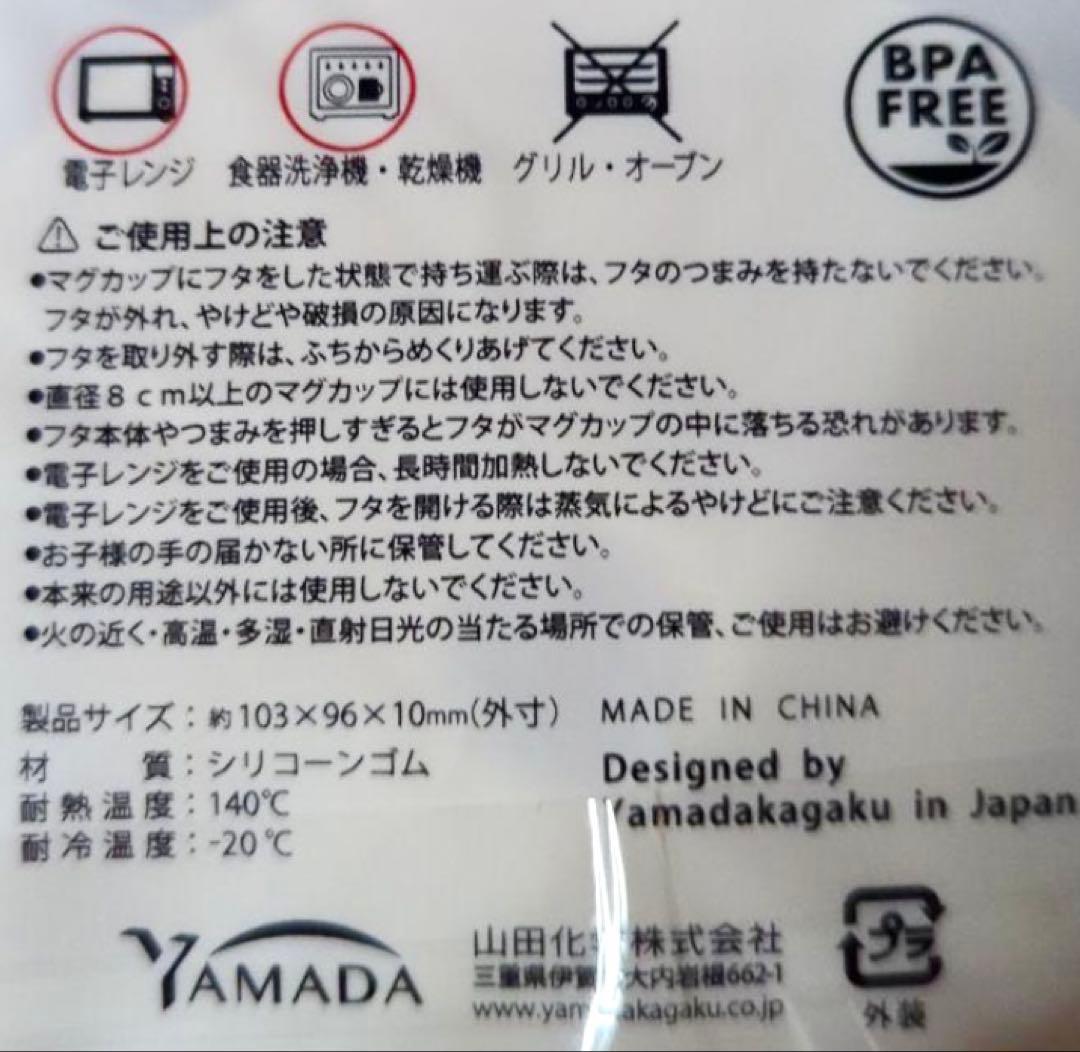 BPA
FREE
電子レンジ 食器洗浄機・乾燥機 グリル・オーブン
ご使用上の注意
●マグカップにフタをした状態で持ち運ぶ際は、フタのつまみを持たないでください。
フタが外れ、やけどや破損の原因になります。
●フタを取り外す際は、ふちからめくりあげてください。
●直径8cm以上のマグカップには使用しないでください。
●フタ本体やつまみを押しすぎるとフタがマグカップの中に落ちる恐れがあります。
●電子レンジをご使用の場合、長時間加熱しないでください。
●電子レンジをご使用後、フタを開ける際は蒸気によるやけどにご注意ください。
●お子様の手の届かない所に保管してください。
●本来の用途以外には使用しないでください。
●火の近く・高温・多湿・直射日光の当たる場所での保管、ご使用はお避けください。
製品サイズ：約103×96×10mm(外寸) MADE IN CHINA
材 質：シリコーンゴム
耐熱温度：140℃
耐冷温度：-20℃
Designed by
Yamadakagaku in Japan
YAMADA
山田化学株式会社
三重県伊賀 大内岩根662-1
プラ
外装